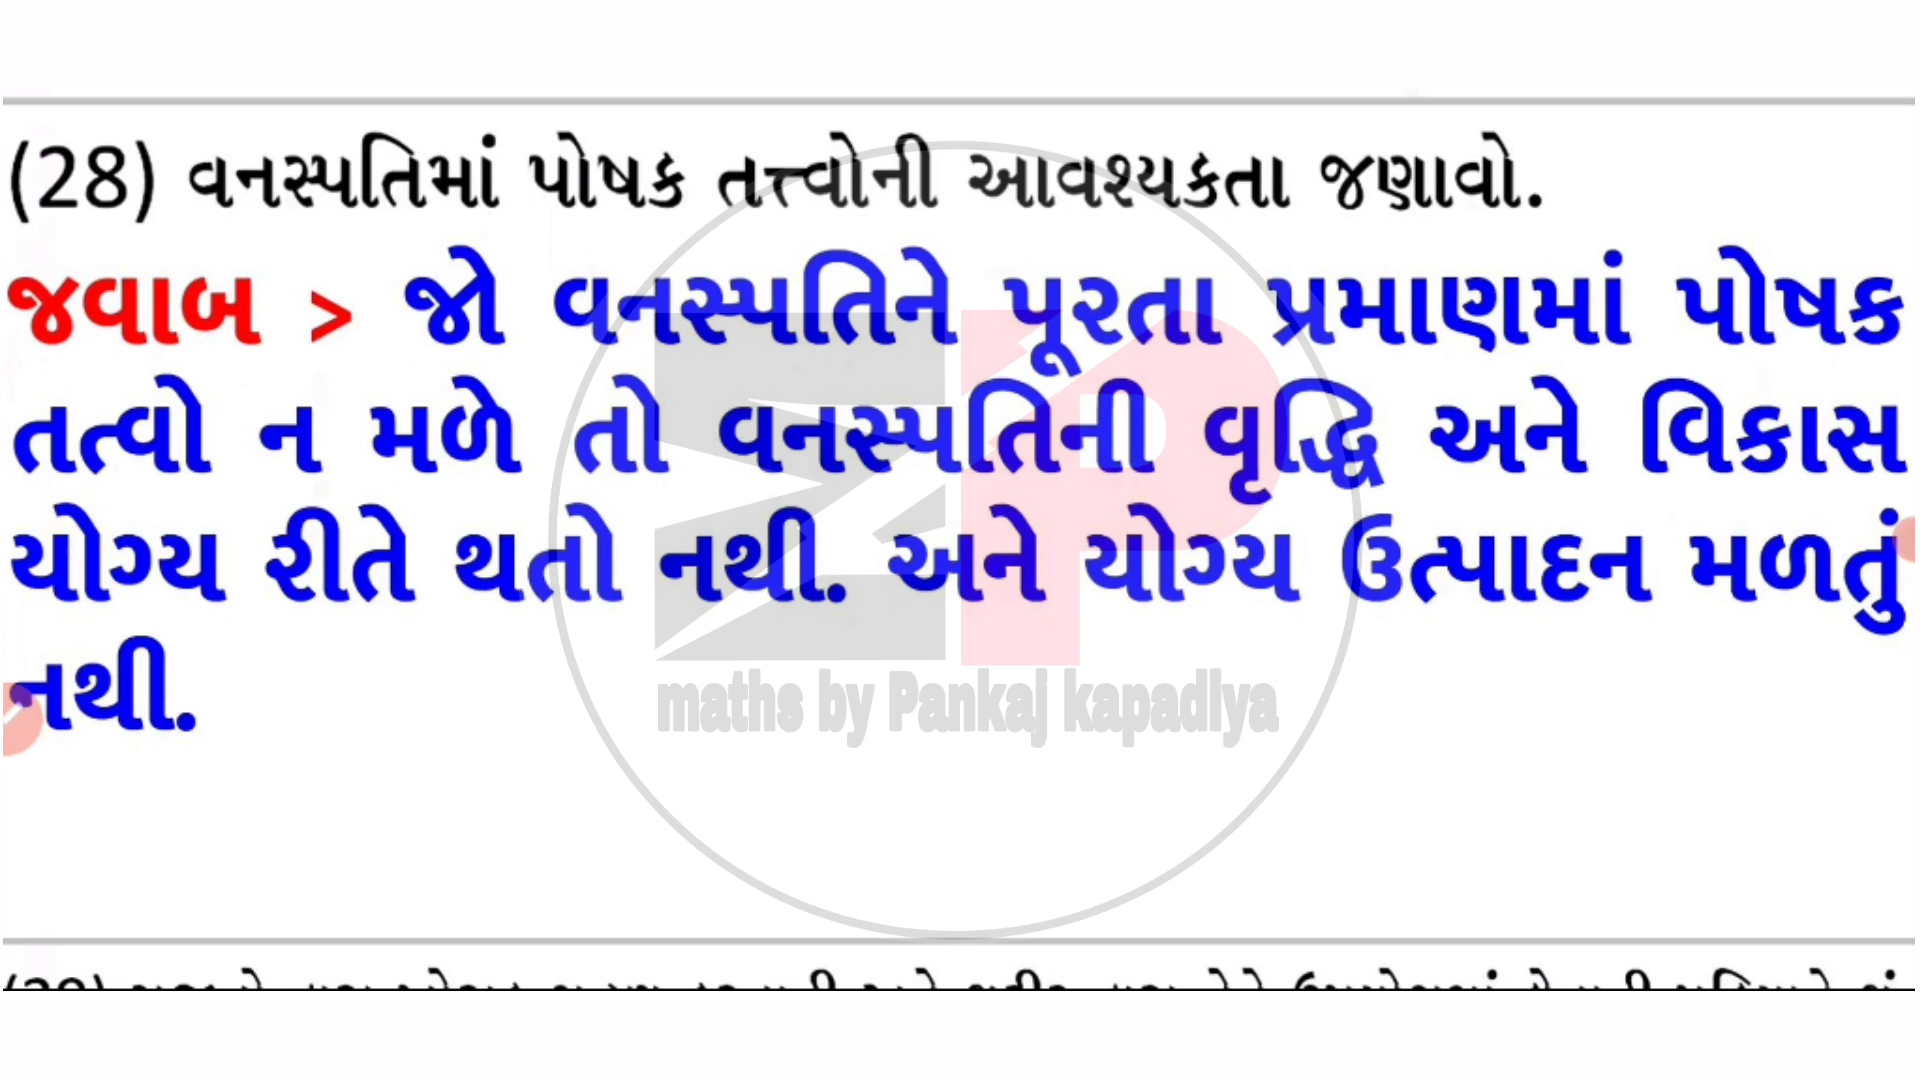 (28) વનસ્પતિમાં પોષક તત્ત્વોની આવશ્યકતા જણાવો.
જવાબ > જો વનસ્પતિને પૂરતા પ્રમાણમાં પોષક
તત્વો ન મળે તો વનસ્પતિની વૃદ્ધિ અને વિકાસ
યોગ્ય રીતે થતો નથી. અને યોગ્ય ઉત્પાદન મળતું
નથી.
maths by Pankaj kapadiya